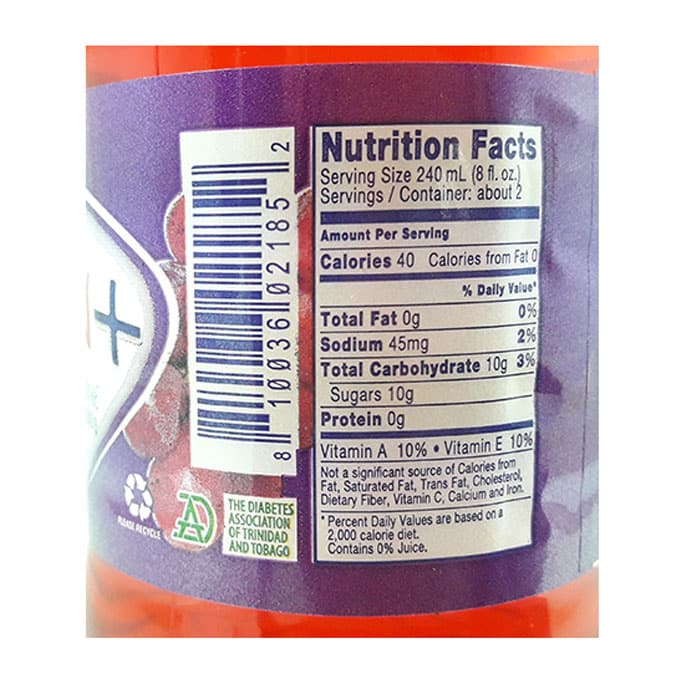 Nutrition Facts
Serving Size 240 mL (8 fl. oz.)
Servings / Container: about 2
Amount Per Serving
Calories 40 Calories from Fat 0
% Daily Value*
Total Fat 0g 0%
Sodium 45mg 2%
Total Carbohydrate 10g 3%
Sugars 10g
Protein 0g
Vitamin A 10% • Vitamin E 10%
Not a significant source of Calories from
Fat, Saturated Fat, Trans Fat, Cholesterol,
Dietary Fiber, Vitamin C, Calcium and Iron.
*Percent Daily Values are based on a
2,000 calorie diet.
Contains 0% Juice.
8 10036 02185 2
+
PLEASE RECYCLE
DA
THE DIABETES
ASSOCIATION
OF TRINIDAD
AND TOBAGO